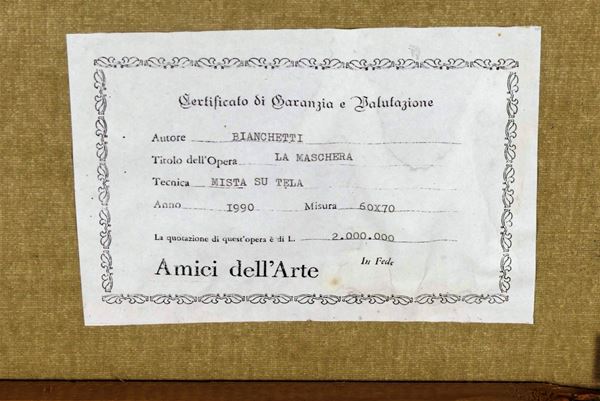 Certificato di Garanzia e Valutazione
Autore BIANCHETTI
Titolo dell'Opera LA MASCHERA
Tecnica MISTA SU TELA
Anno 1990 Misura 60X70
La quotazione di quest'opera è di L. 2.000.000
Amici dell'Arte In Fede